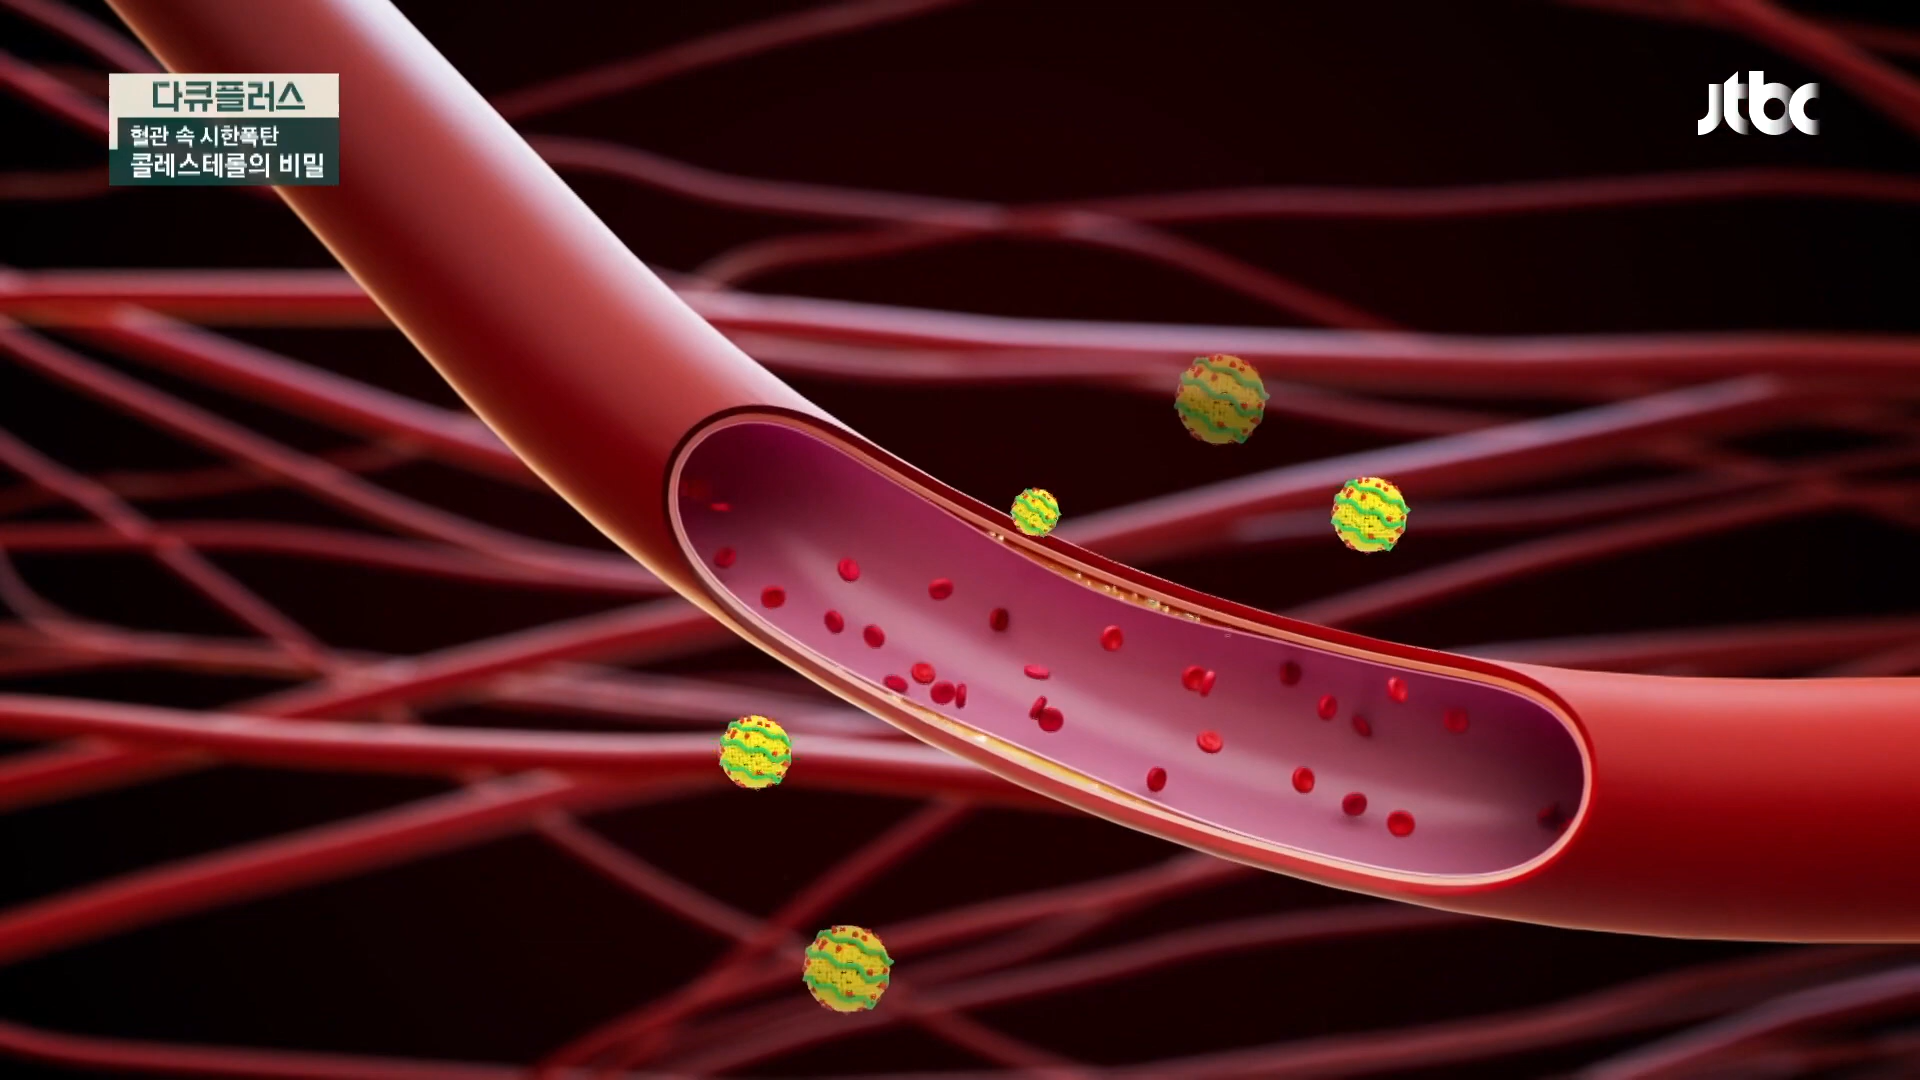 다큐플러스
혈관 속 시한폭탄
콜레스테롤의 비밀
jtbc